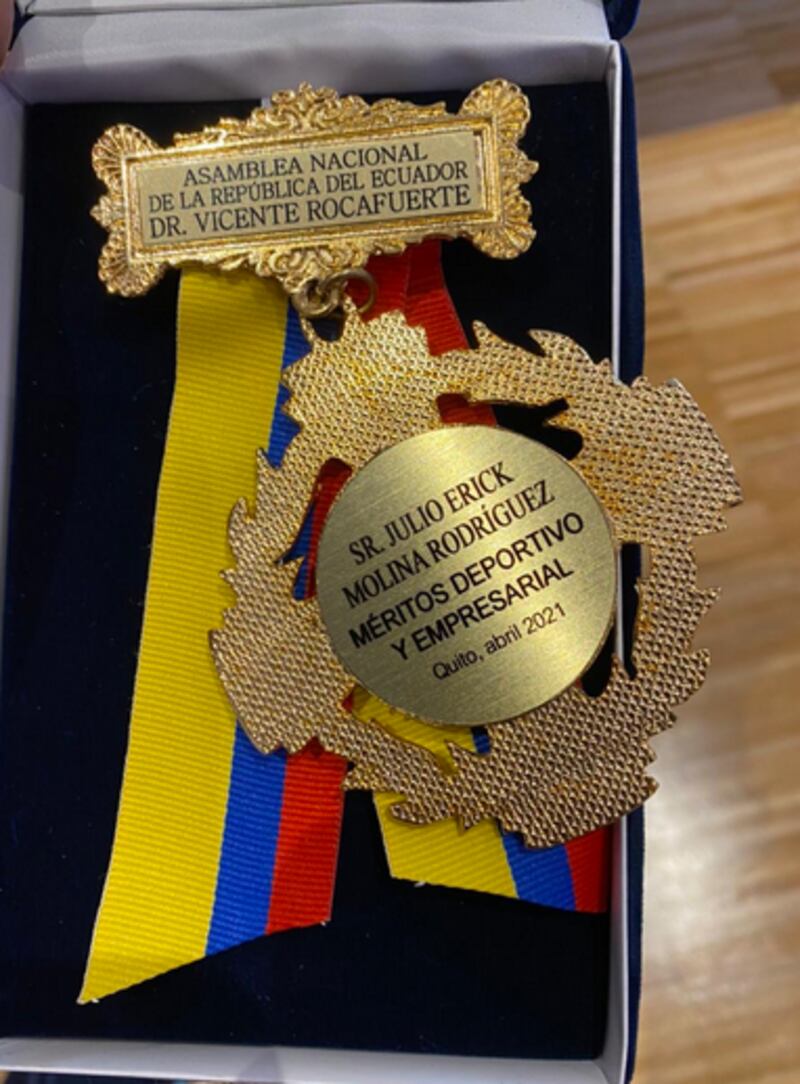 ASAMBLEA NACIONAL
DE LA REPÚBLICA DEL ECUADOR
DR. VICENTE ROCAFUERTE
SR. JULIO ERICK
MOLINA RODRÍGUEZ
MÉRITOS DEPORTIVO
Y EMPRESARIAL
Quito, abril 2021